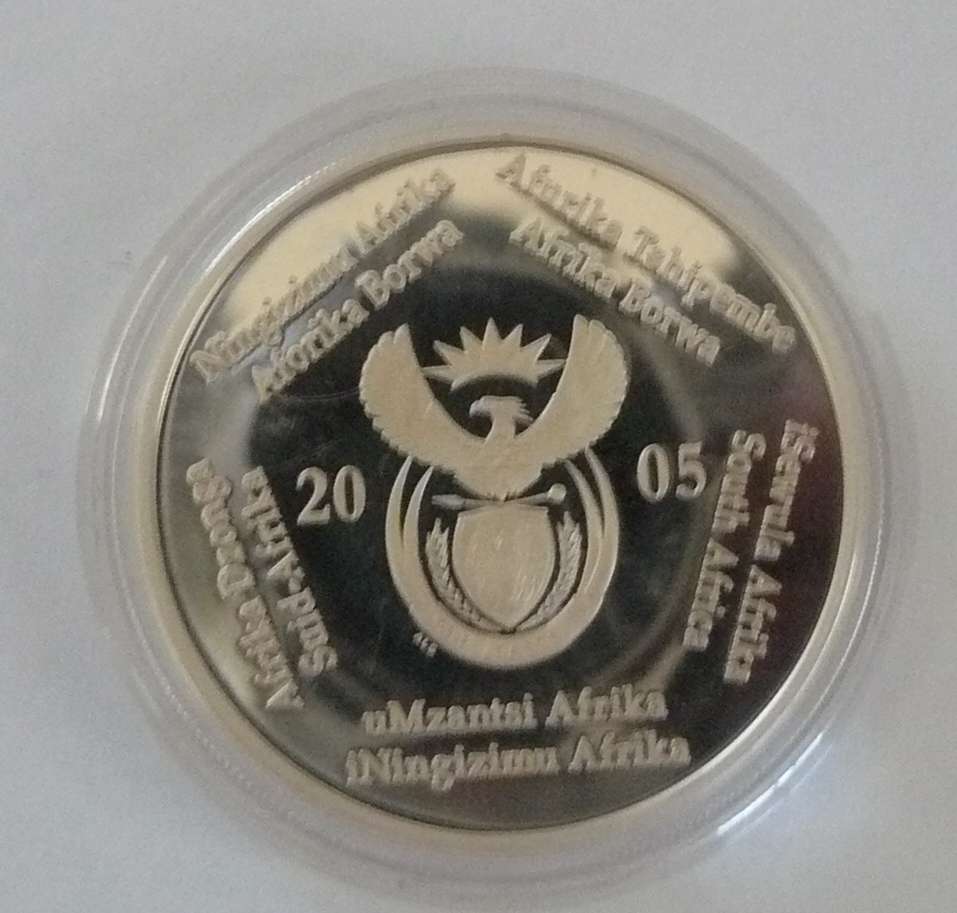 Afurika Tshipembe
Afrika Borwa
iSewula Afrika
South Africa
uMzantsi Afrika
iNingizimu Afrika
Afrika Dzonga
Suid-Afrika
Ningizimu Afrika
Aforika Borwa
20 05